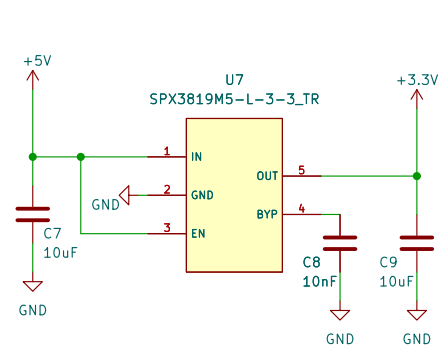 +5V
U7
SPX3819M5-L-3-3_TR
+3.3V
1 IN
OUT 5
2 GND
GND
BYP 4
3 EN
C7
10uF
C8
10nF
C9
10uF
GND
GND
GND